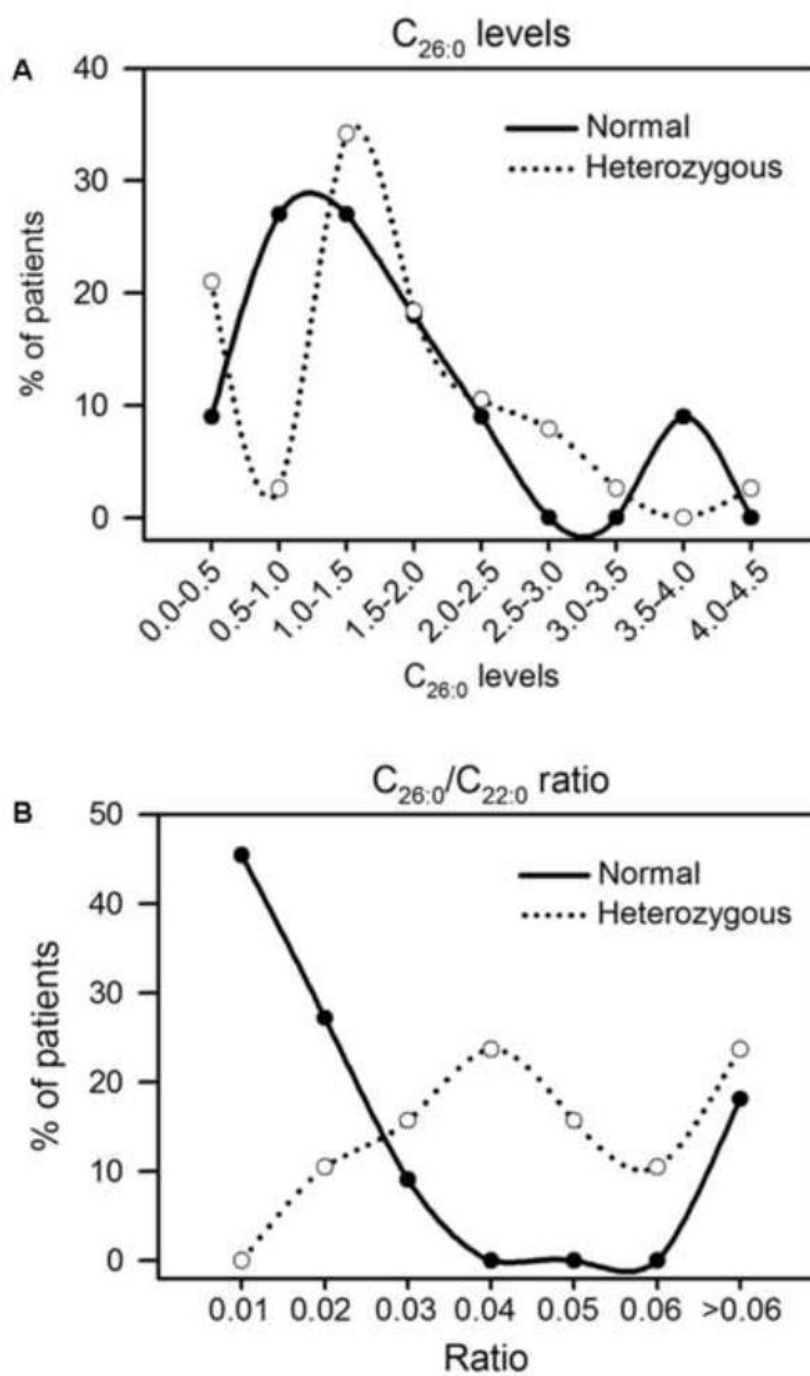 C26:0 levels
A
40
30
20
10
0
% of patients
Normal
Heterozygous
0.0-0.5
0.5-1.0
1.0-1.5
1.5-2.0
2.0-2.5
2.5-3.0
3.0-3.5
3.5-4.0
4.0-4.5
C26:0 levels
C26:0/C22:0 ratio
B
50
40
30
20
10
0
% of patients
Normal
Heterozygous
0.01 0.02 0.03 0.04 0.05 0.06 >0.06
Ratio